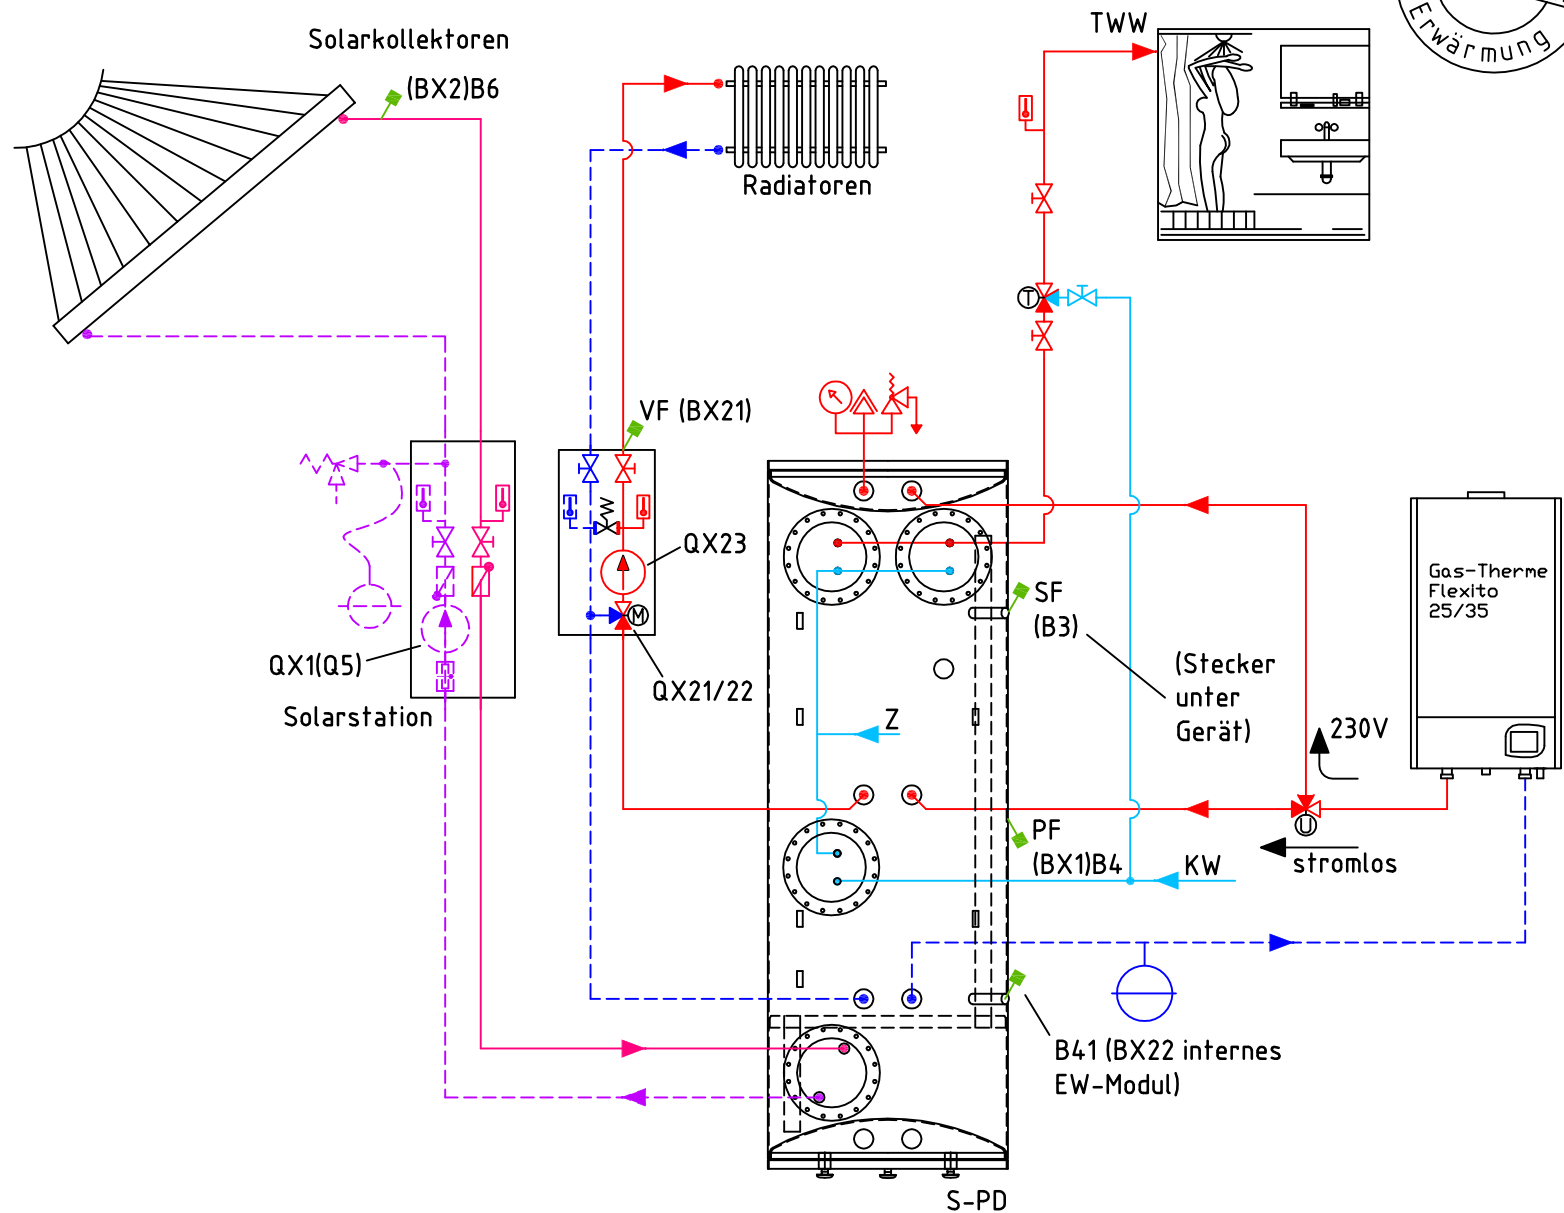 TWW
Erwärmung
Solarkollektoren
(BX2)B6
Radiatoren
T
VF (BX21)
QX23
M
QX21/22
QX1(Q5)
Solarstation
SF
(B3)
(Stecker
unter
Gerät)
Z
Gas-Therme
Flexito
25/35
230V
U
stromlos
PF
(BX1)B4
KW
B41 (BX22 internes
EW-Modul)
S-PD